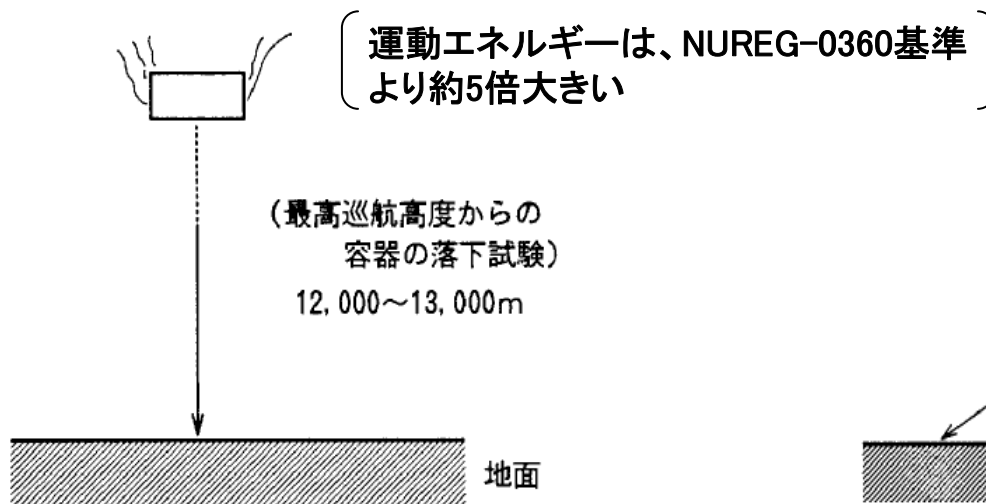 運動エネルギーは、NUREG-0360基準
より約5倍大きい
(最高巡航高度からの
容器の落下試験)
12,000～13,000m
地面